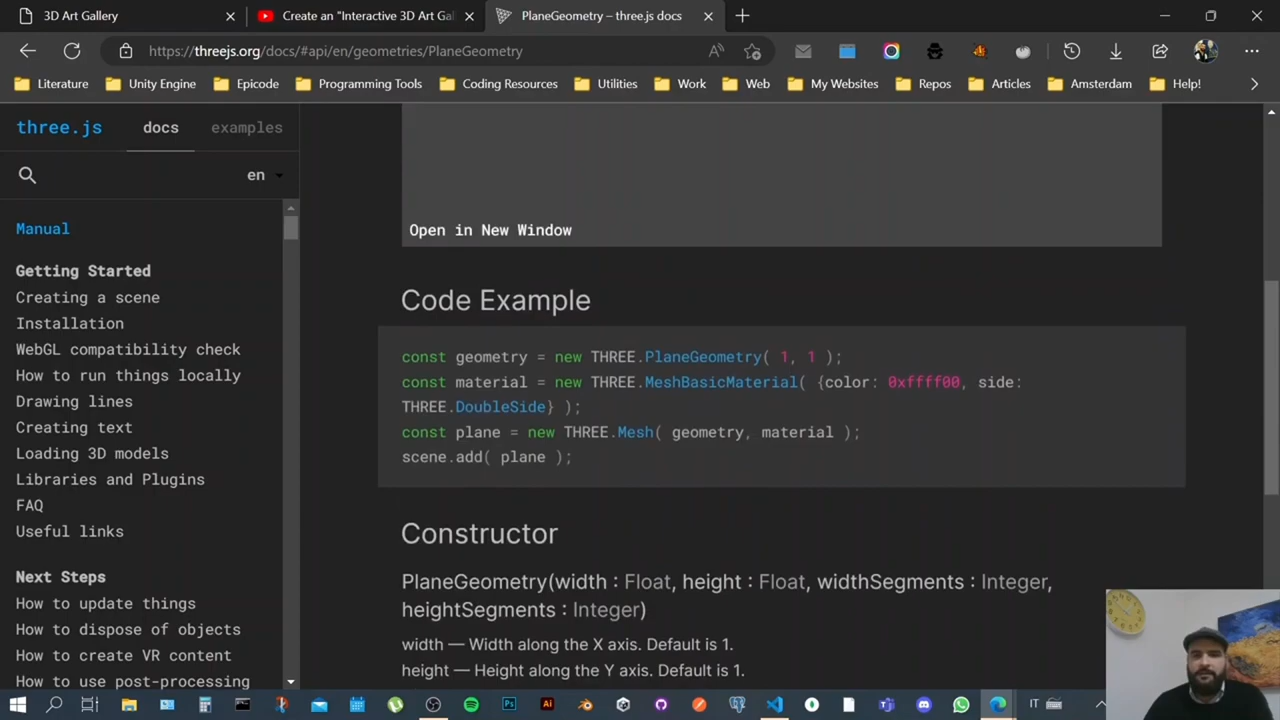 3D Art Gallery
Create an "Interactive 3D Art Gal
PlaneGeometry – three.js docs
https://threejs.org/docs/#api/en/geometries/PlaneGeometry
Literature
Unity Engine
Epicode
Programming Tools
Coding Resources
Utilities
Work
Web
My Websites
Repos
Articles
Amsterdam
Help!
three.js
docs
examples
en
Manual
Getting Started
Creating a scene
Installation
WebGL compatibility check
How to run things locally
Drawing lines
Creating text
Loading 3D models
Libraries and Plugins
FAQ
Useful links
Next Steps
How to update things
How to dispose of objects
How to create VR content
How to use post-processing
Open in New Window
Code Example
const geometry = new THREE.PlaneGeometry( 1, 1 );
const material = new THREE.MeshBasicMaterial( {color: 0xffff00, side:
THREE.DoubleSide} );
const plane = new THREE.Mesh( geometry, material );
scene.add( plane );
Constructor
PlaneGeometry(width : Float, height : Float, widthSegments : Integer,
heightSegments : Integer)
width — Width along the X axis. Default is 1.
height — Height along the Y axis. Default is 1.
Ps
Ai
IT